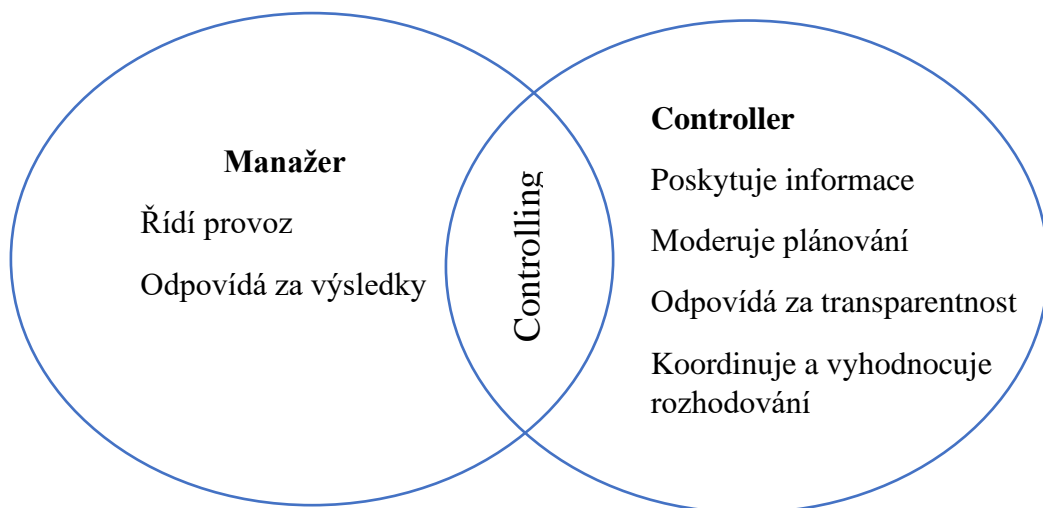 Manažer
Řídí provoz
Odpovídá za výsledky
Controlling
Controller
Poskytuje informace
Moderuje plánování
Odpovídá za transparentnost
Koordinuje a vyhodnocuje
rozhodování